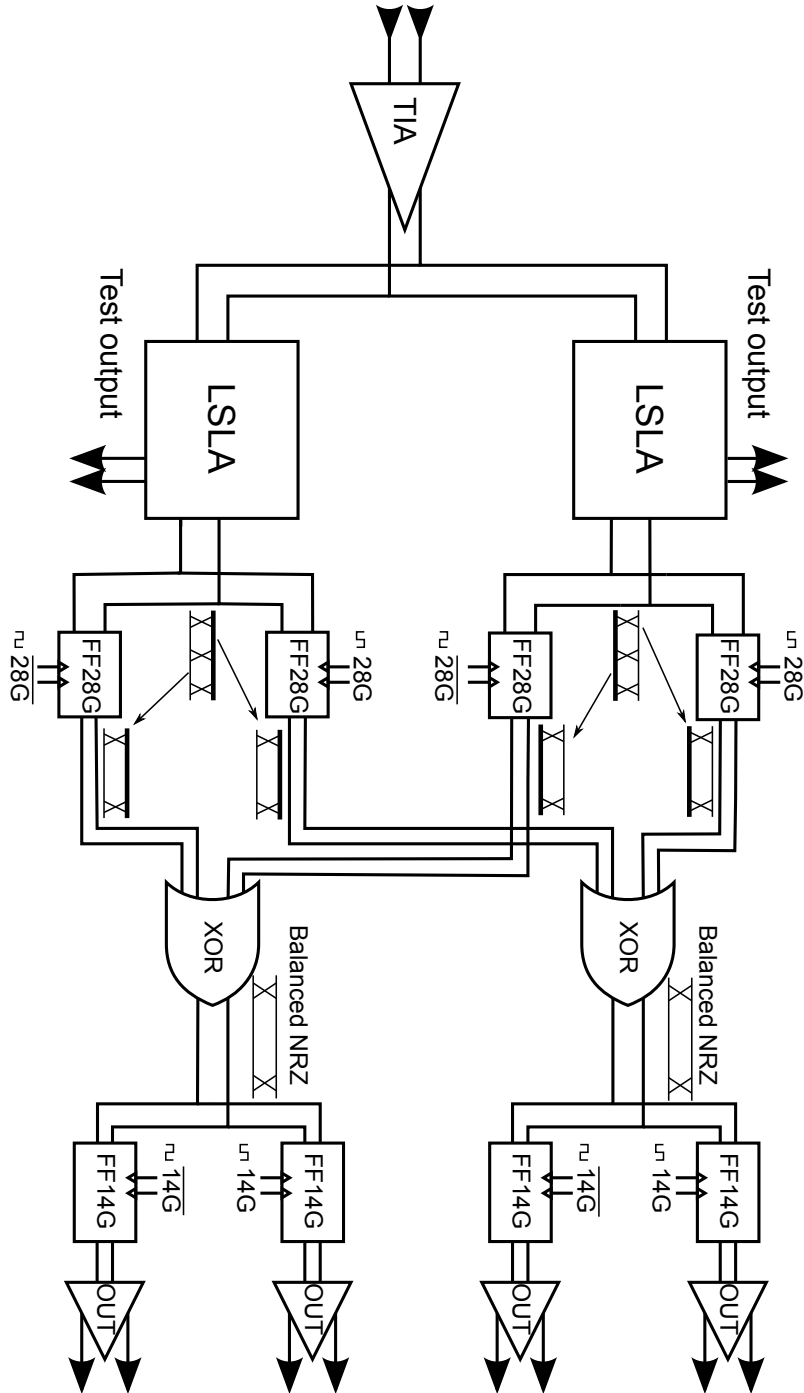 TIA
Test output
Test output
LSLA
LSLA
28G
FF28G
28G
FF28G
28G
FF28G
28G
FF28G
XOR
XOR
Balanced NRZ
Balanced NRZ
14G
FF14G
14G
FF14G
14G
FF14G
14G
FF14G
OUT
OUT
OUT
OUT